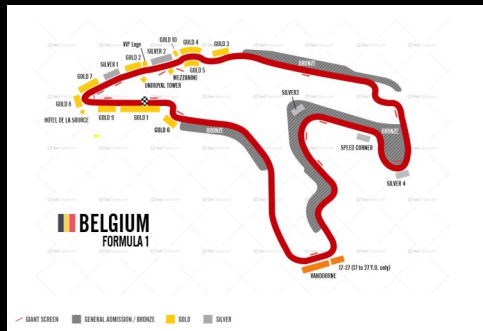 GOLD 10
VIP Loge
SILVER 2
GOLD 4
GOLD 3
GOLD 2
SILVER 1
GOLD 5
MEZZANINE
UNIROYAL TOWER
GOLD 7
GOLD 8
HOTEL DE LA SOURCE
GOLD 9
GOLD 1
GOLD 6
BRONZE
BRONZE
SILVER3
BRONZE
SPEED CORNER
SILVER 4
17-27 (17 to 27 Y.O. only)
VANDOORNE
BELGIUM
FORMULA 1
GIANT SCREEN
GENERAL ADMISSION / BRONZE
GOLD
SILVER